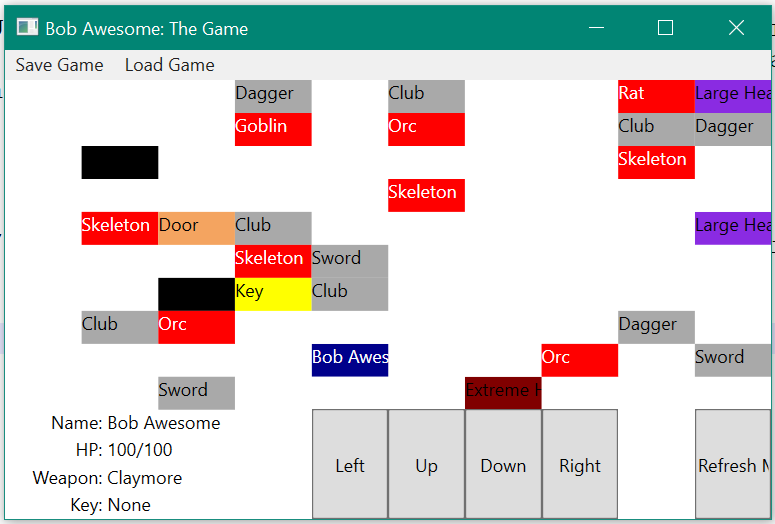 Bob Awesome: The Game
Save Game Load Game
Dagger Club Rat Large Hea
Goblin Orc Club Dagger
Skeleton
Skeleton
Skeleton Door Club Large Hea
Skeleton Sword
Key Club
Club Orc Dagger
Bob Awes Orc Sword
Sword Extreme H
Name: Bob Awesome
HP: 100/100
Weapon: Claymore
Key: None
Left Up Down Right Refresh M